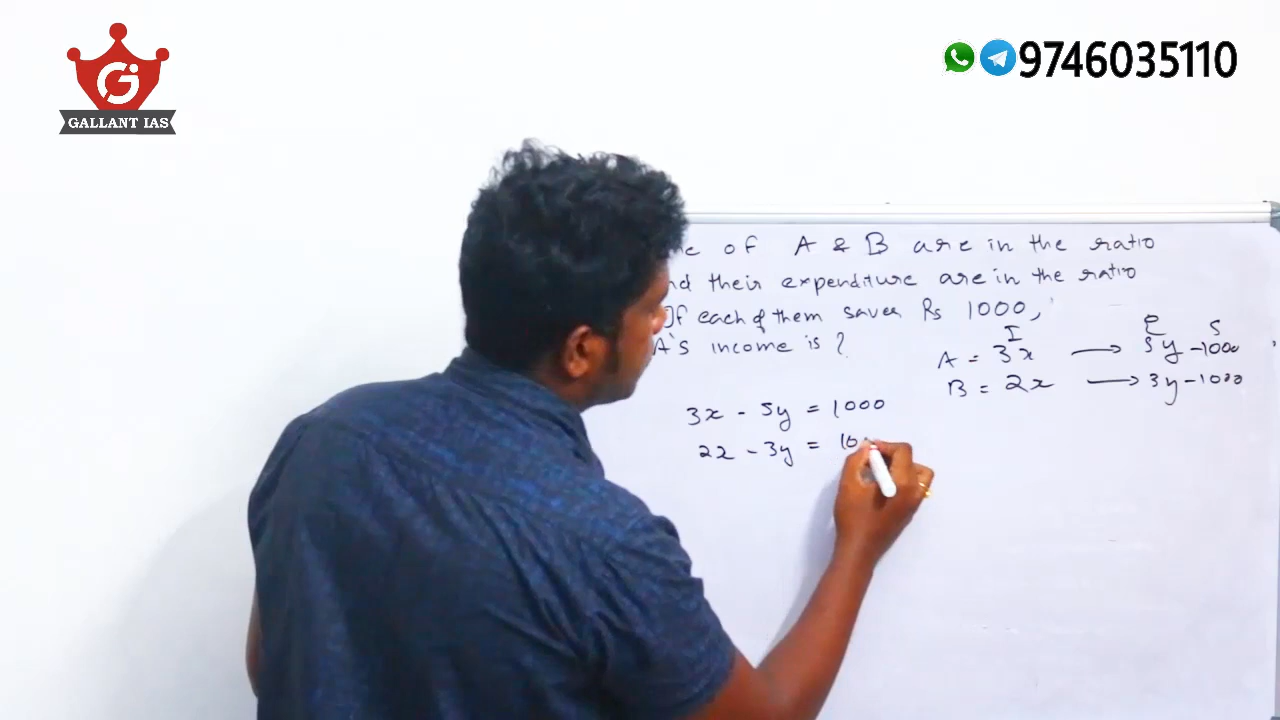 GALLANT IAS
9746035110
of A & B are in the ratio
their expenditure are in the ratio
If each of them saves Rs 1000,
A's income is?
I E S
A = 3x → 5y - 1000
B = 2x → 3y - 1000
3x - 5y = 1000
2x - 3y =